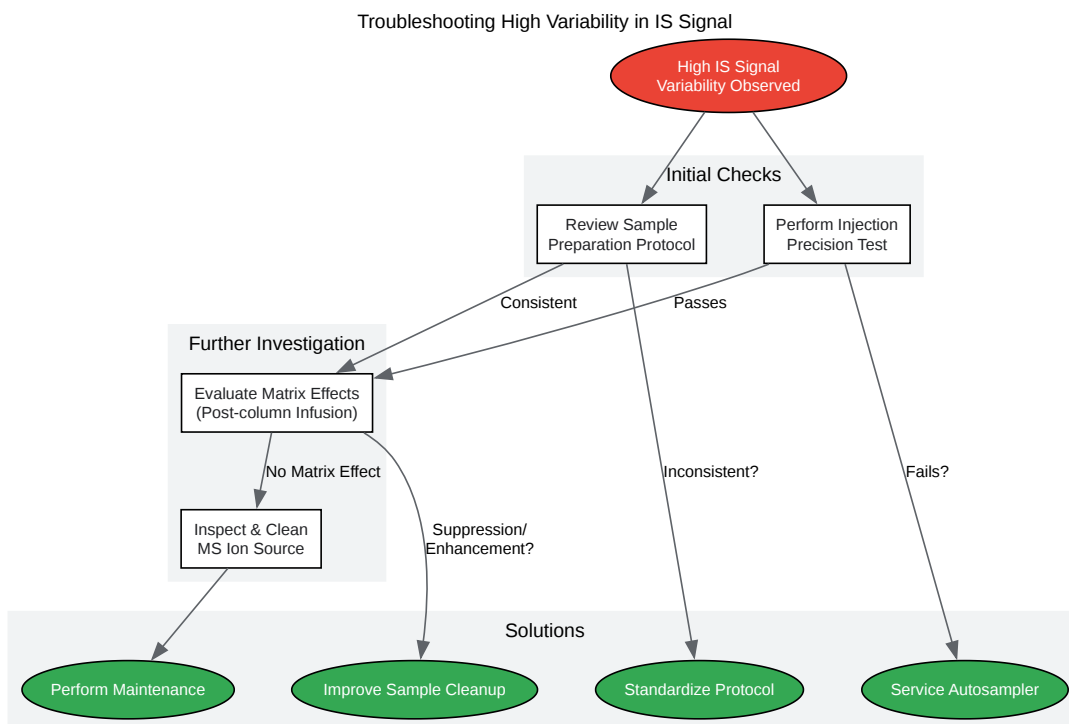 Troubleshooting High Variability in IS Signal
High IS Signal
Variability Observed
Initial Checks
Review Sample
Preparation Protocol
Perform Injection
Precision Test
Consistent
Passes
Further Investigation
Evaluate Matrix Effects
(Post-column Infusion)
No Matrix Effect
Inconsistent?
Fails?
Inspect & Clean
MS Ion Source
Suppression/
Enhancement?
Solutions
Perform Maintenance
Improve Sample Cleanup
Standardize Protocol
Service Autosampler